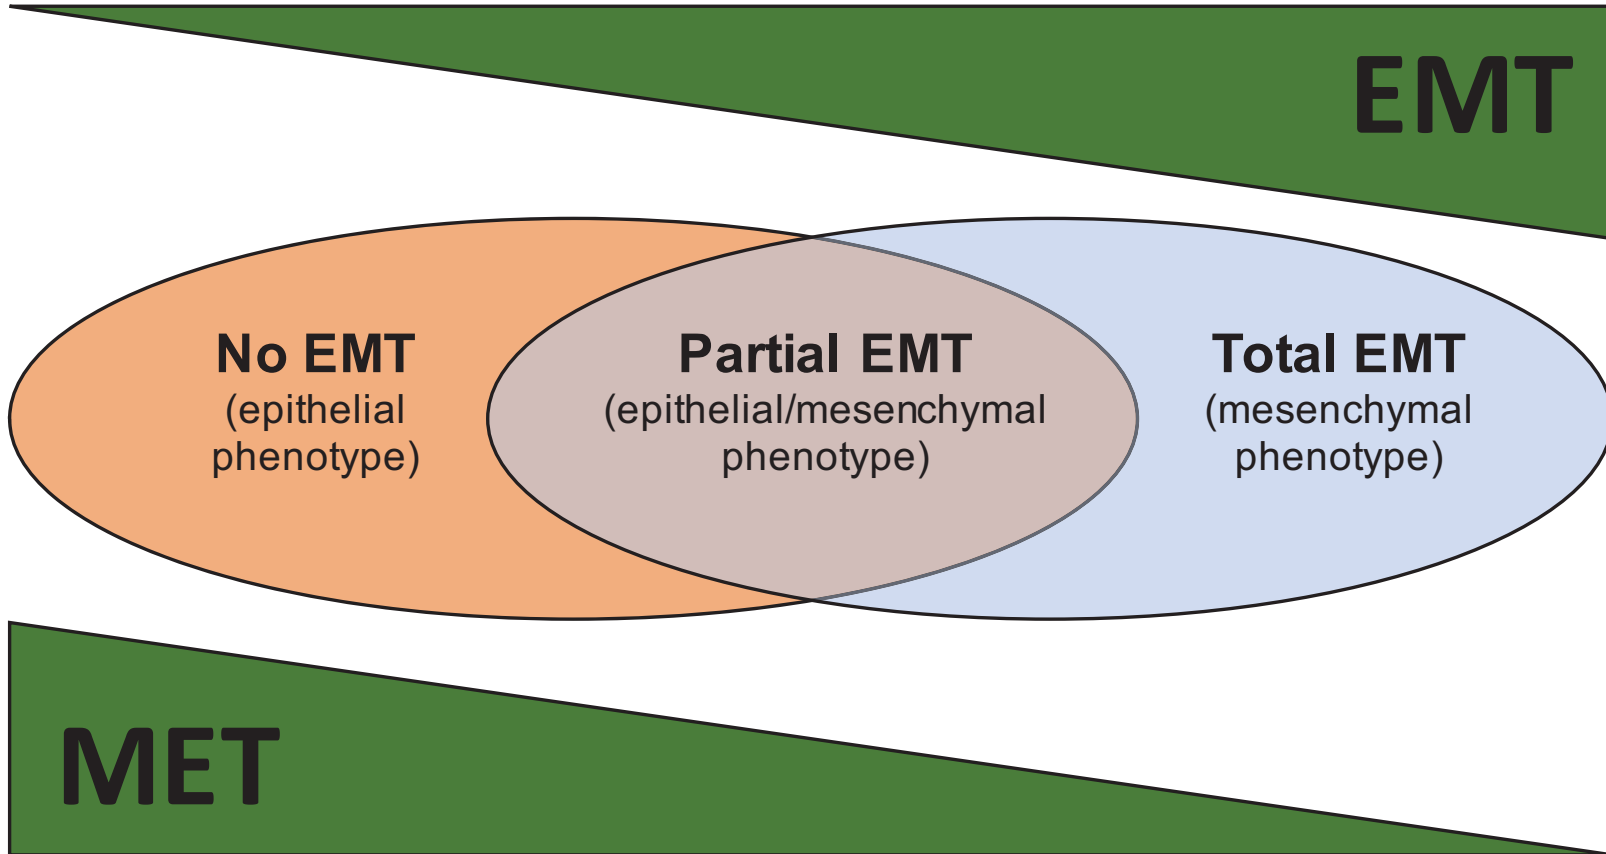 EMT
No EMT
(epithelial
phenotype)
Partial EMT
(epithelial/mesenchymal
phenotype)
Total EMT
(mesenchymal
phenotype)
MET